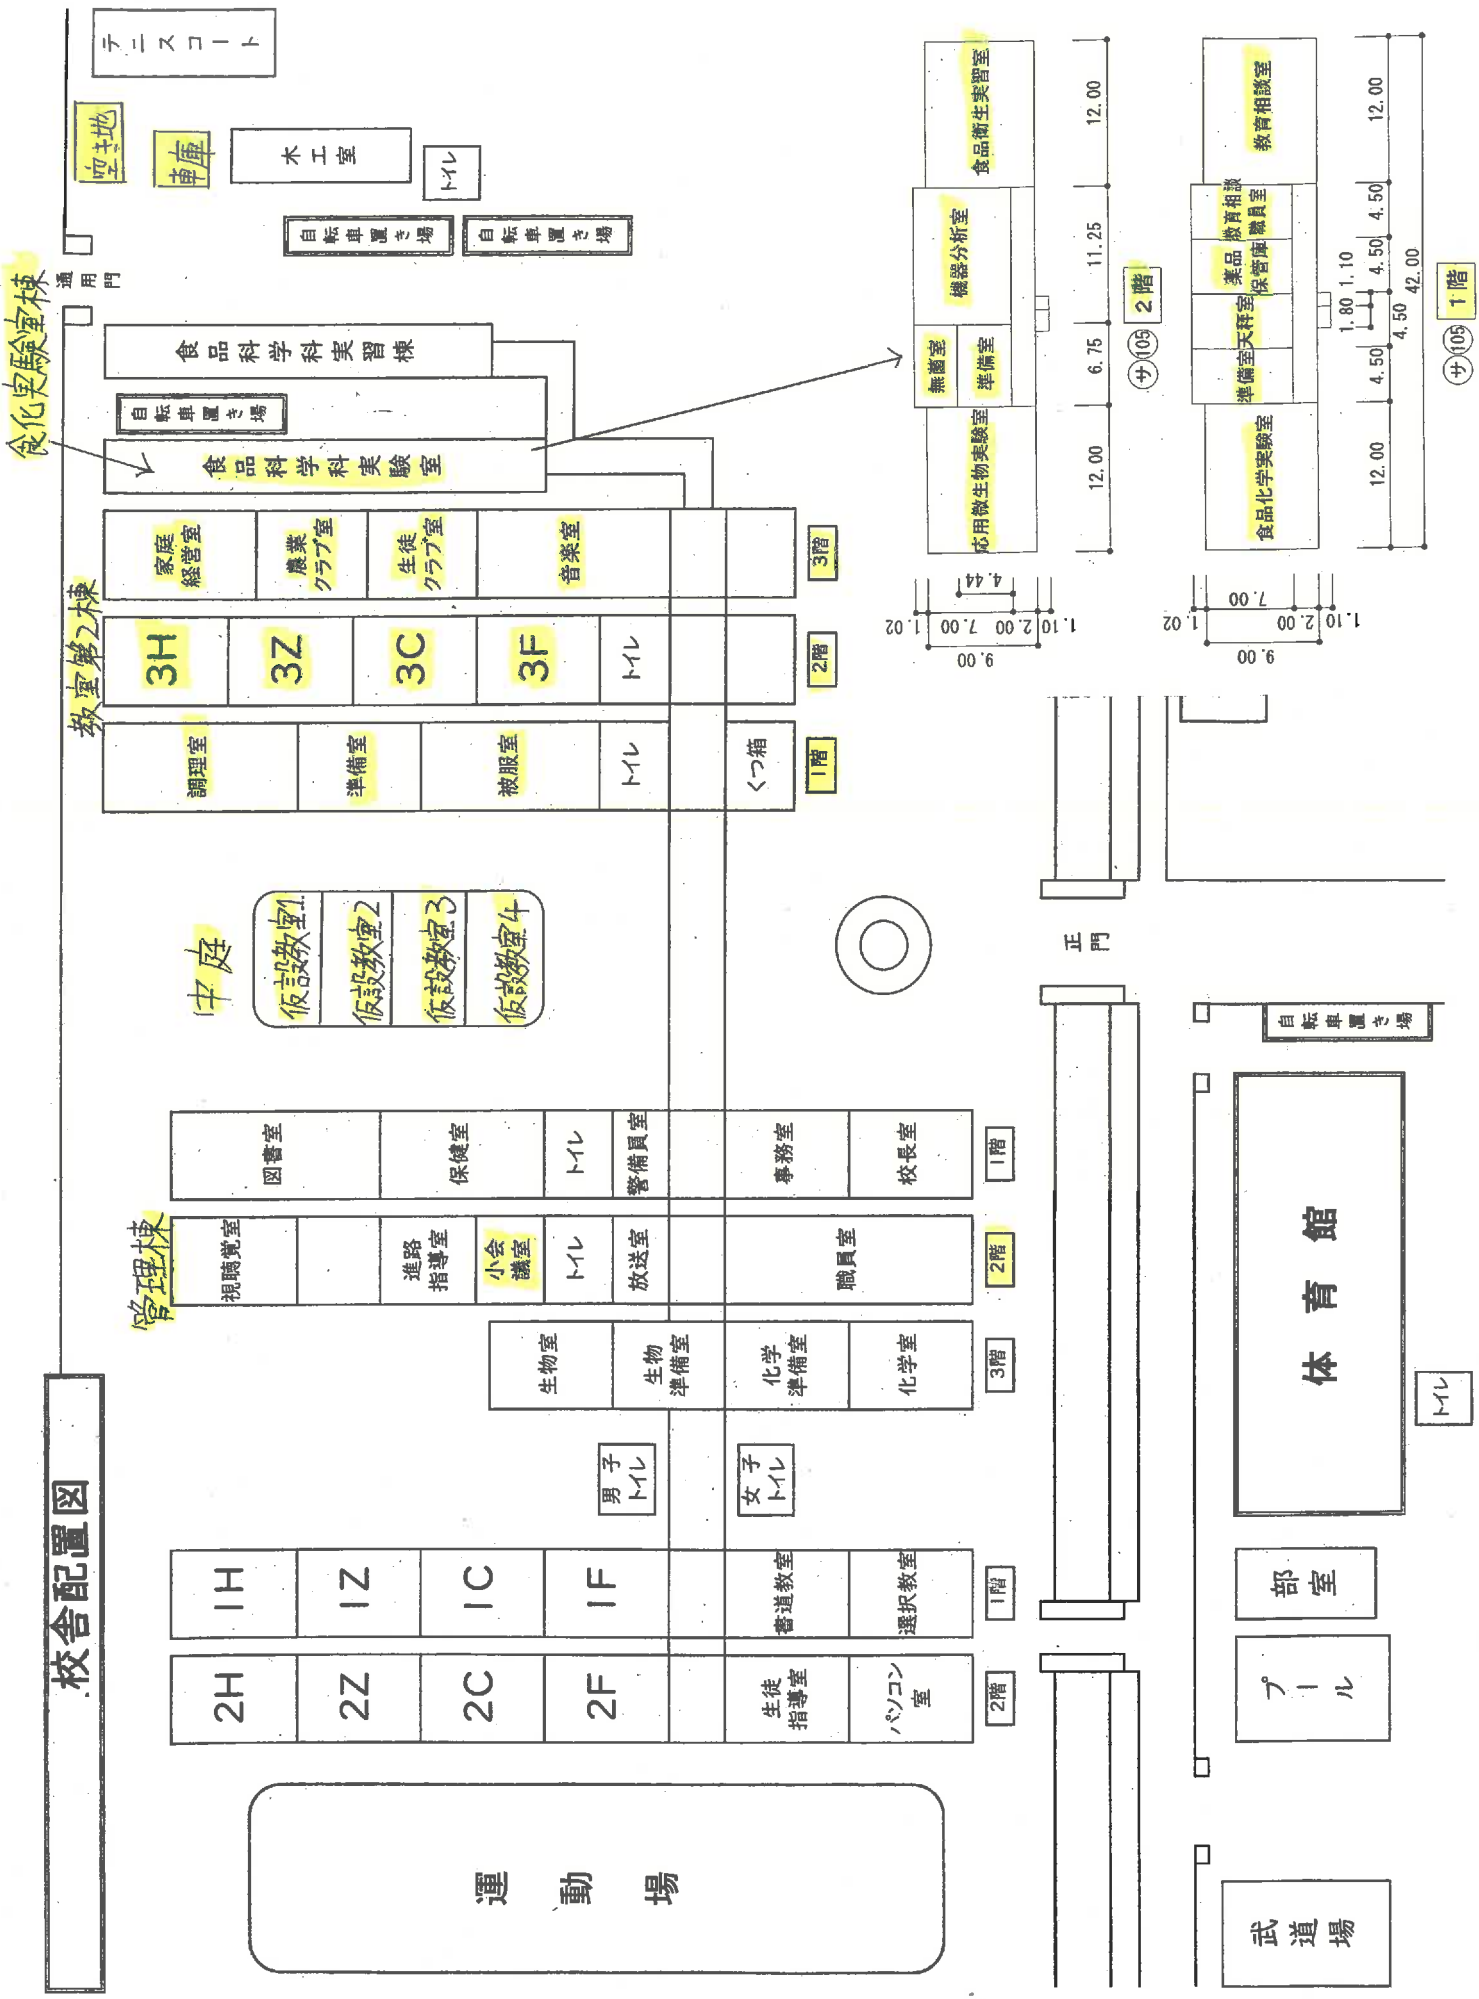 校舎配置図
運動場
2H
2Z
2C
2F
生徒
指導室
パソコン
室
2階
1H
1Z
1C
1F
書道教室
選択教室
1階
男子
トイレ
女子
トイレ
生物室
生物
準備室
化学
準備室
化学室
3階
管理棟
視聴覚室
進路
指導室
小会
議室
トイレ
放送室
職員室
2階
図書室
保健室
トイレ
警備員室
事務室
校長室
1階
中庭
仮設教室1
仮設教室2
仮設教室3
仮設教室4
教室第2棟
調理室
準備室
被服室
トイレ
くつ箱
1階
3H
3Z
3C
3F
トイレ
2階
家庭
経営室
農業
クラブ室
生徒
クラブ室
音楽室
3階
食化実験室棟
食品科学科実験室
自転車置き場
食品科学科実習棟
通用門
自転車置き場
自転車置き場
空き地
車庫
木工室
トイレ
テニスコート
武道場
プール
部室
体育館
トイレ
自転車置き場
正門
応用微生物実験室
無菌室
準備室
機器分析室
食品衛生実習室
12.00
6.75
11.25
12.00
1.02
7.00
4.44
2.00
1.10
9.00
サ 105
2階
食品化学実験室
準備室
天秤室
薬品
保管庫
教育相談
職員室
教育相談室
12.00
4.50
4.50
4.50
4.50
12.00
1.80
1.10
42.00
1.02
7.00
2.00
1.10
9.00
サ 105
1階